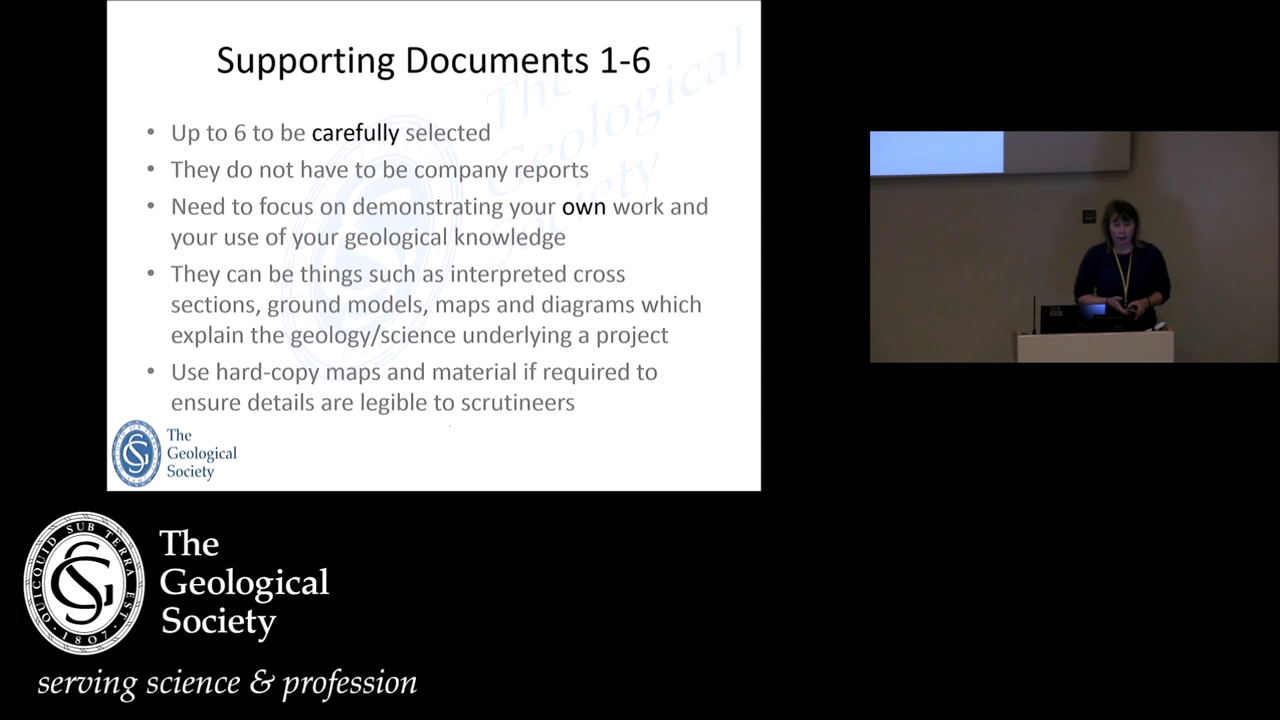 Supporting Documents 1-6
The
Geological
Society
• Up to 6 to be carefully selected
• They do not have to be company reports
• Need to focus on demonstrating your own work and
your use of your geological knowledge
• They can be things such as interpreted cross
sections, ground models, maps and diagrams which
explain the geology/science underlying a project
• Use hard-copy maps and material if required to
ensure details are legible to scrutineers
The
Geological
Society
QUICQUID SUB TERRA EST
· 1807 ·
The
Geological
Society
serving science & profession